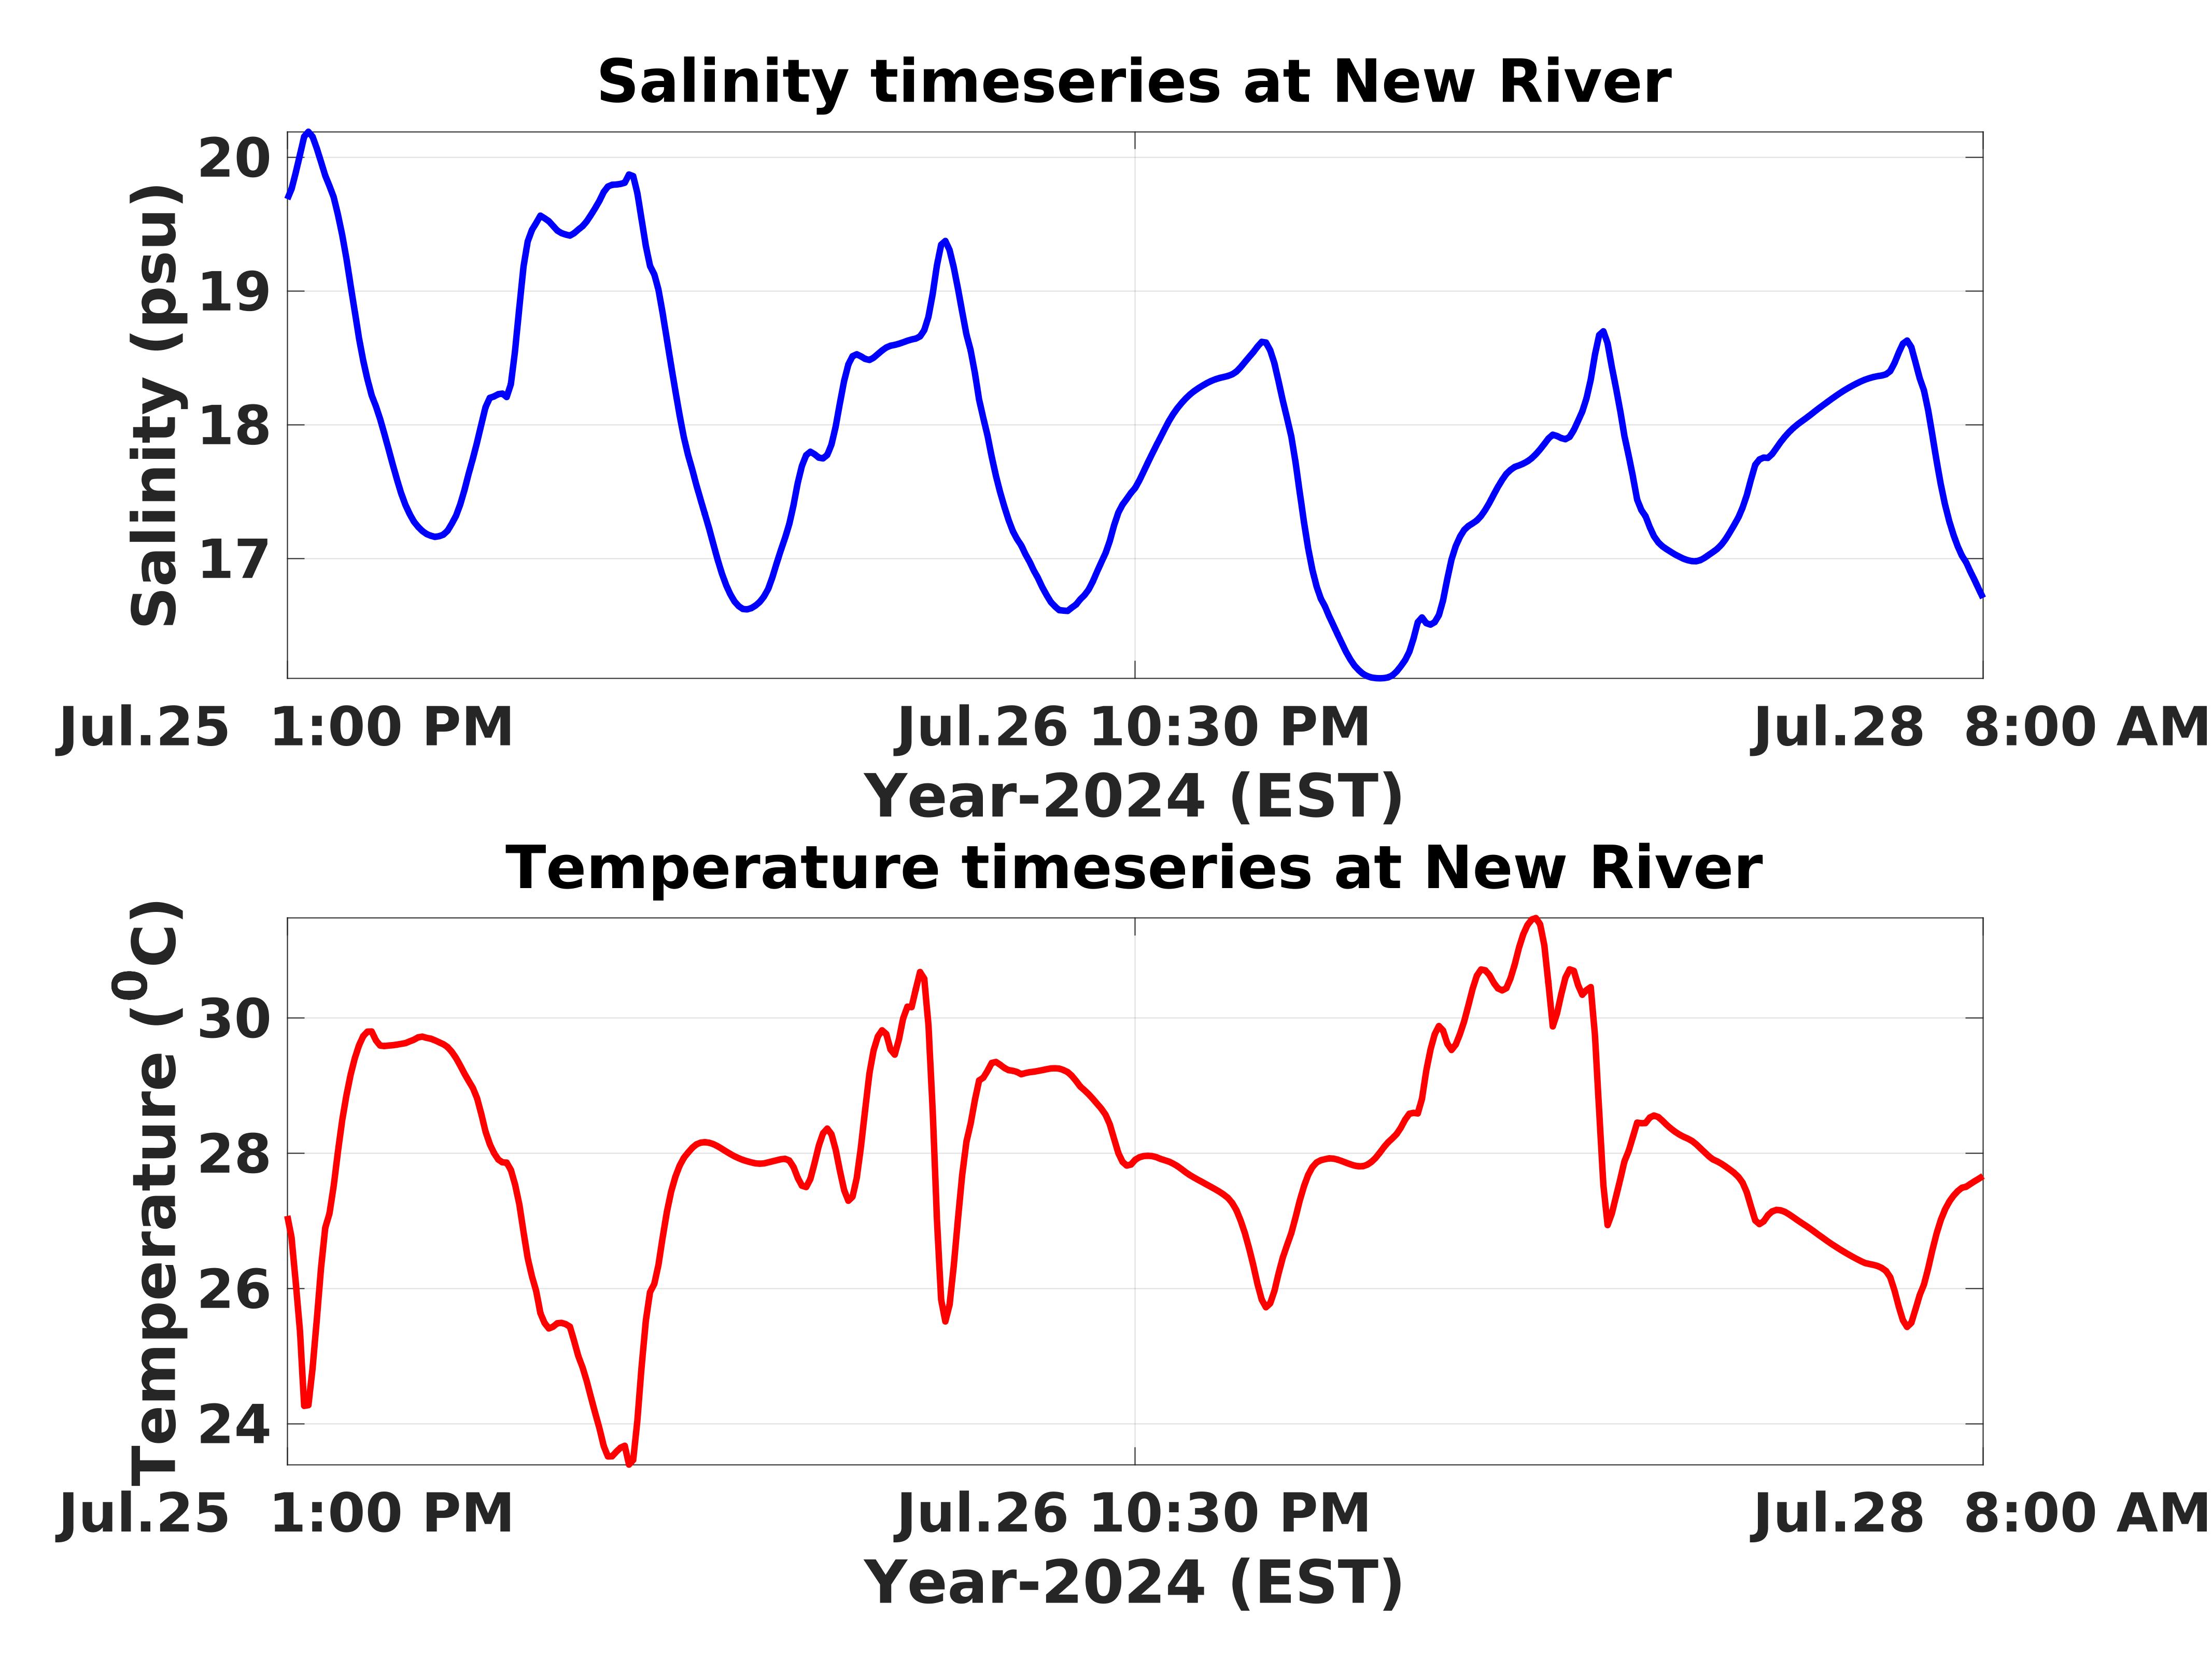 Salinity timeseries at New River
Salinity (psu)
20
19
18
17
Jul.25  1:00 PM
Jul.26 10:30 PM
Jul.28  8:00 AM
Year-2024 (EST)
Temperature timeseries at New River
Temperature (⁰C)
30
28
26
24
Jul.25  1:00 PM
Jul.26 10:30 PM
Jul.28  8:00 AM
Year-2024 (EST)